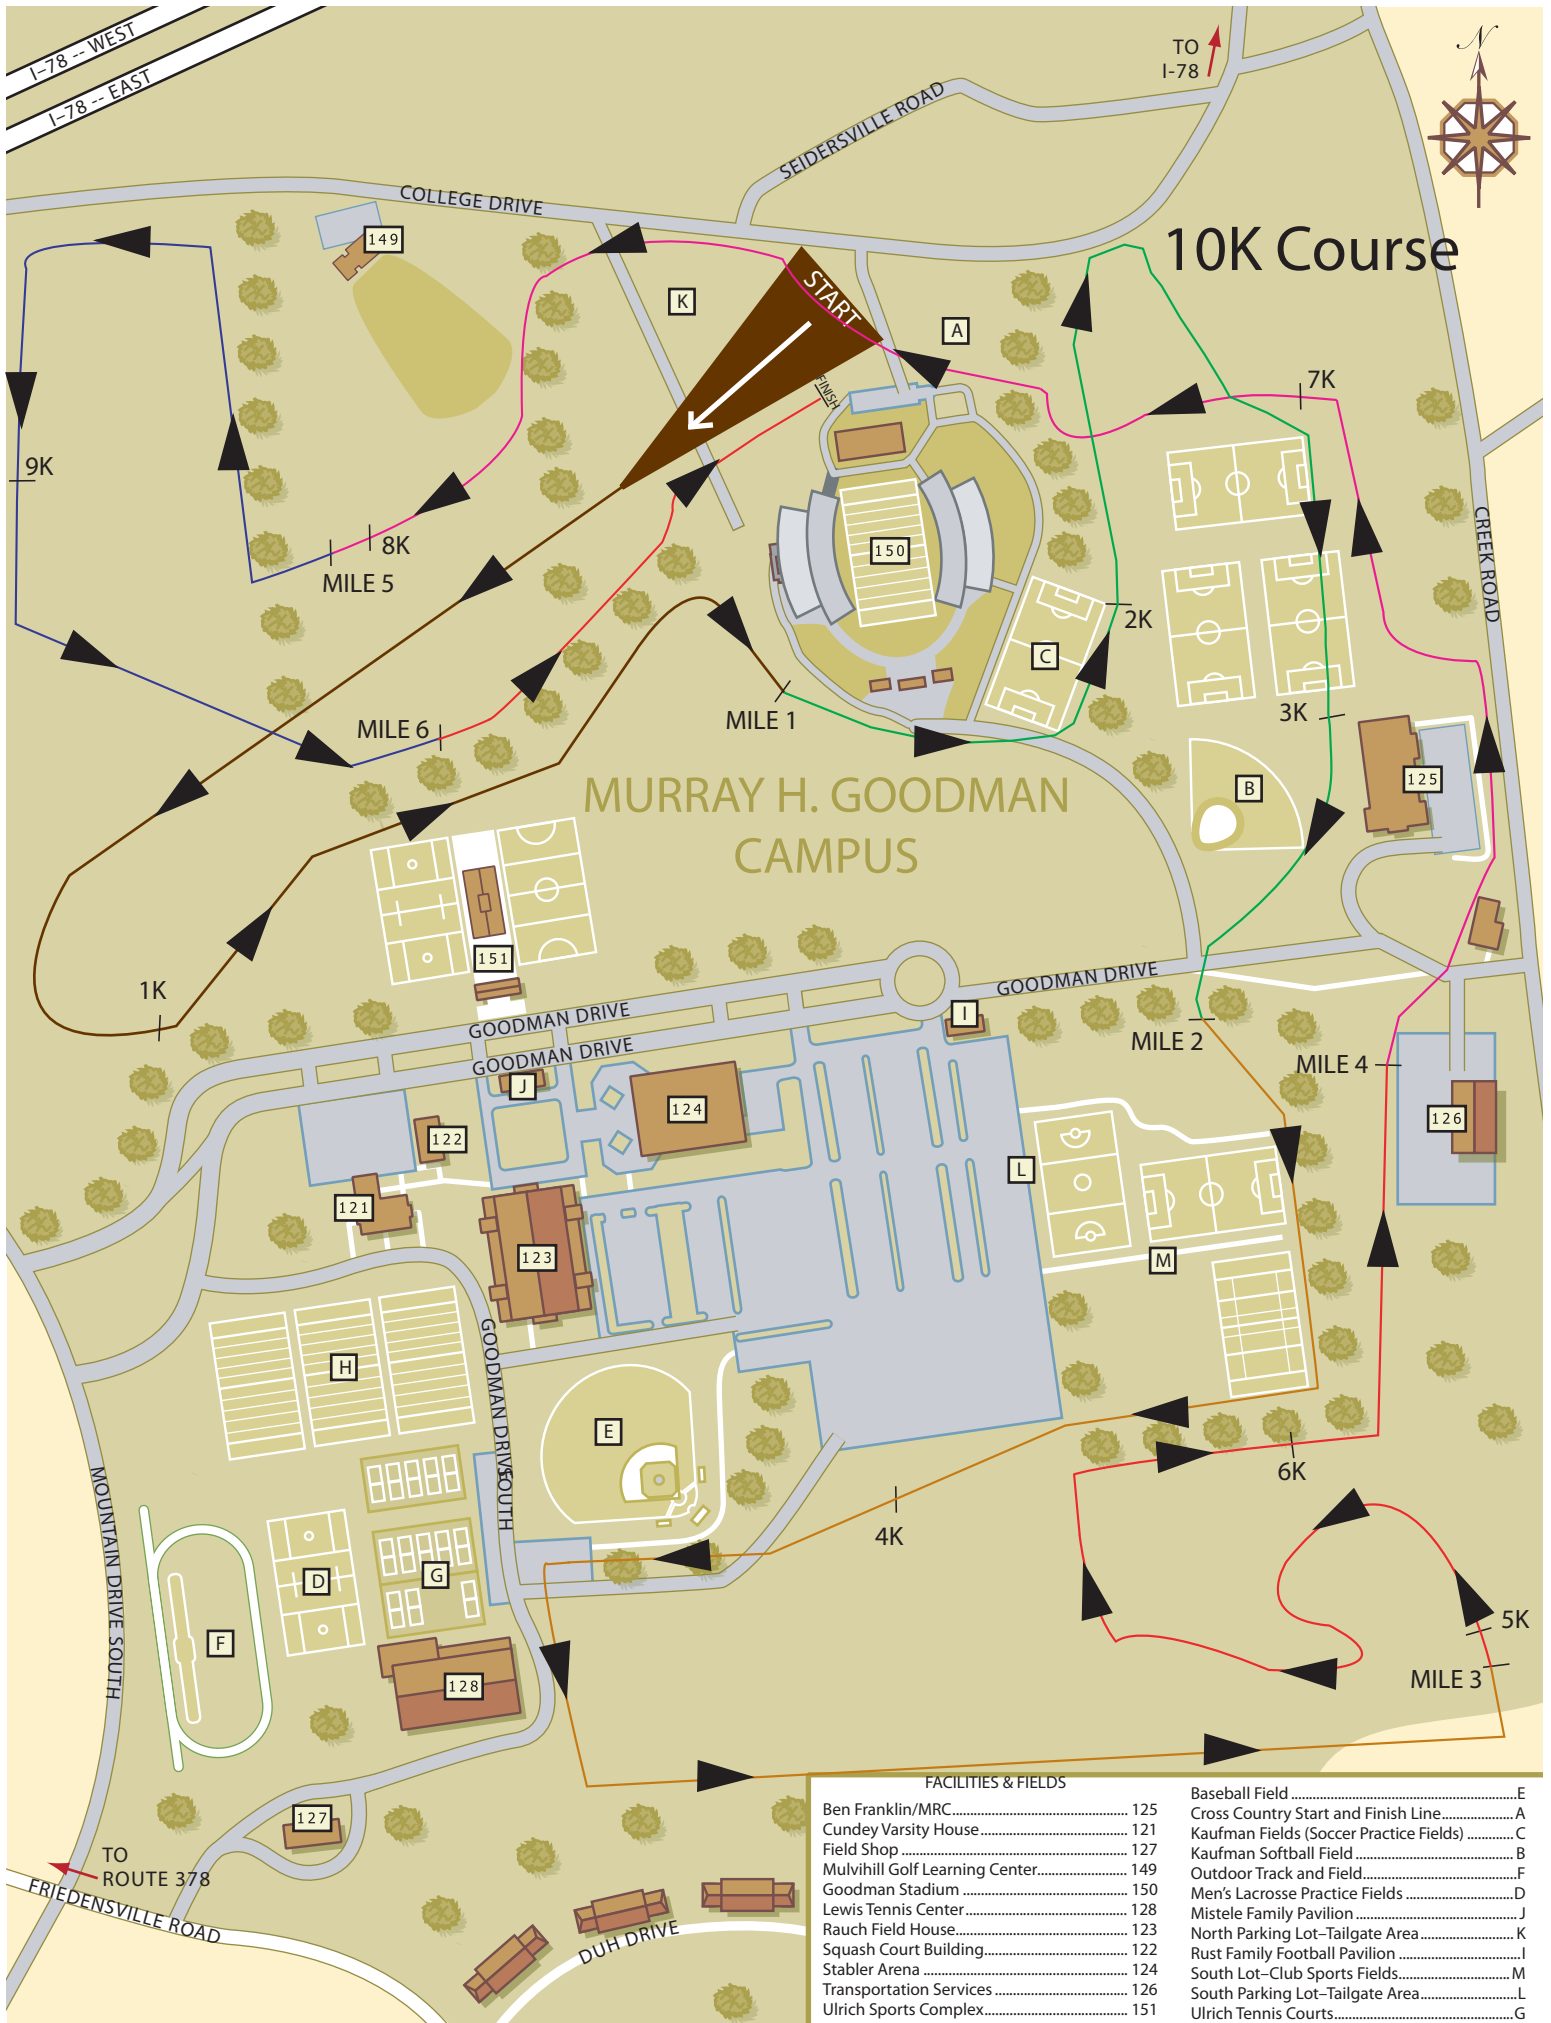 I–78 -- WEST
I–78 -- EAST
TO
I-78
N
SEIDERSVILLE ROAD
COLLEGE DRIVE
149
10K Course
START
K
A
FINISH
7K
9K
8K
MILE 5
150
CREEK ROAD
2K
C
MILE 1
3K
MILE 6
125
B
MURRAY H. GOODMAN
CAMPUS
151
1K
GOODMAN DRIVE
GOODMAN DRIVE
GOODMAN DRIVE
I
MILE 2
MILE 4
J
124
126
122
121
L
123
M
GOODMAN DRIVE SOUTH
H
E
6K
4K
MOUNTAIN DRIVE SOUTH
D
G
F
5K
MILE 3
128
127
TO
ROUTE 378
FRIEDENSVILLE ROAD
DUH DRIVE
FACILITIES & FIELDS
Ben Franklin/MRC 125
Cundey Varsity House 121
Field Shop 127
Mulvihill Golf Learning Center 149
Goodman Stadium 150
Lewis Tennis Center 128
Rauch Field House 123
Squash Court Building 122
Stabler Arena 124
Transportation Services 126
Ulrich Sports Complex 151
Baseball Field E
Cross Country Start and Finish Line A
Kaufman Fields (Soccer Practice Fields) C
Kaufman Softball Field B
Outdoor Track and Field F
Men's Lacrosse Practice Fields D
Mistele Family Pavilion J
North Parking Lot–Tailgate Area K
Rust Family Football Pavilion I
South Lot–Club Sports Fields M
South Parking Lot–Tailgate Area L
Ulrich Tennis Courts G